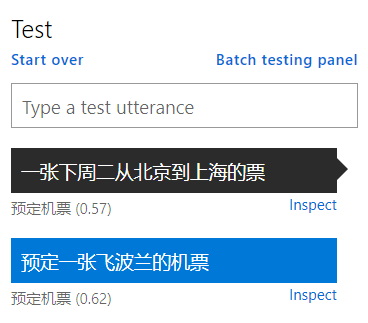 Test
Start over Batch testing panel
Type a test utterance
一张下周二从北京到上海的票
预定机票 (0.57) Inspect
预定一张飞波兰的机票
预定机票 (0.62) Inspect